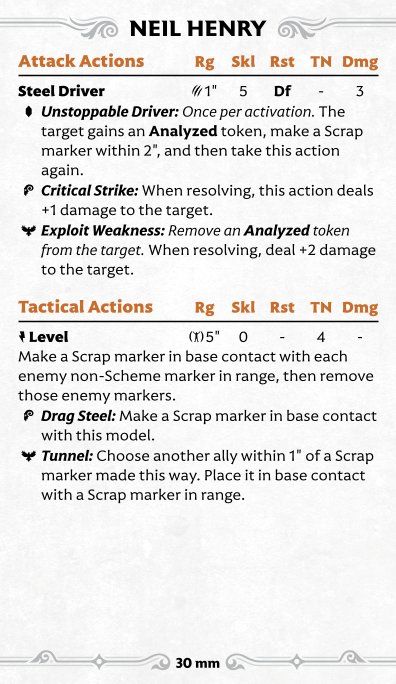 NEIL HENRY
Attack Actions Rg Skl Rst TN Dmg
Steel Driver 1" 5 Df - 3
Unstoppable Driver: Once per activation. The
target gains an Analyzed token, make a Scrap
marker within 2", and then take this action
again.
Critical Strike: When resolving, this action deals
+1 damage to the target.
Exploit Weakness: Remove an Analyzed token
from the target. When resolving, deal +2 damage
to the target.
Tactical Actions Rg Skl Rst TN Dmg
Level 5" 0 - 4 -
Make a Scrap marker in base contact with each
enemy non-Scheme marker in range, then remove
those enemy markers.
Drag Steel: Make a Scrap marker in base contact
with this model.
Tunnel: Choose another ally within 1" of a Scrap
marker made this way. Place it in base contact
with a Scrap marker in range.
30 mm